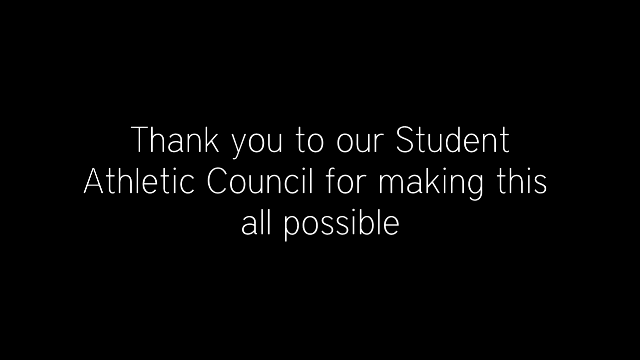 Thank you to our Student
Athletic Council for making this
all possible